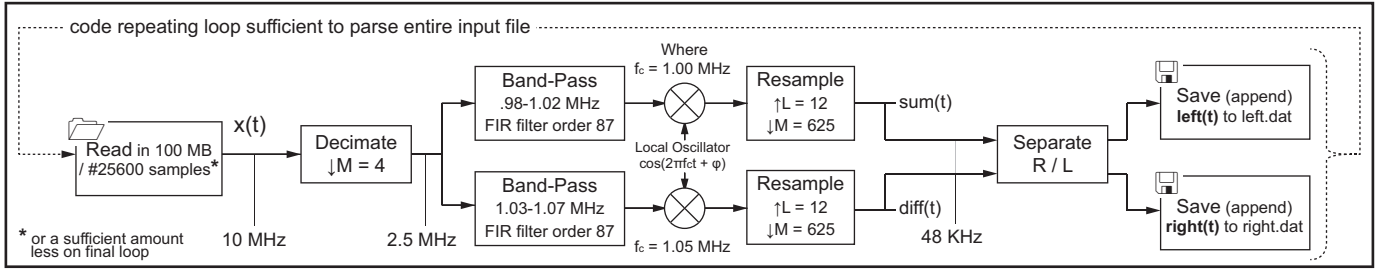 code repeating loop sufficient to parse entire input file
Read in 100 MB
/ #25600 samples*
* or a sufficient amount
less on final loop
x(t)
10 MHz
Decimate
↓M = 4
2.5 MHz
Band-Pass
.98-1.02 MHz
FIR filter order 87
Band-Pass
1.03-1.07 MHz
FIR filter order 87
Where
fc = 1.00 MHz
Local Oscillator
cos(2πfct + φ)
fc = 1.05 MHz
Resample
↑L = 12
↓M = 625
Resample
↑L = 12
↓M = 625
sum(t)
diff(t)
48 KHz
Separate
R / L
Save (append)
left(t) to left.dat
Save (append)
right(t) to right.dat